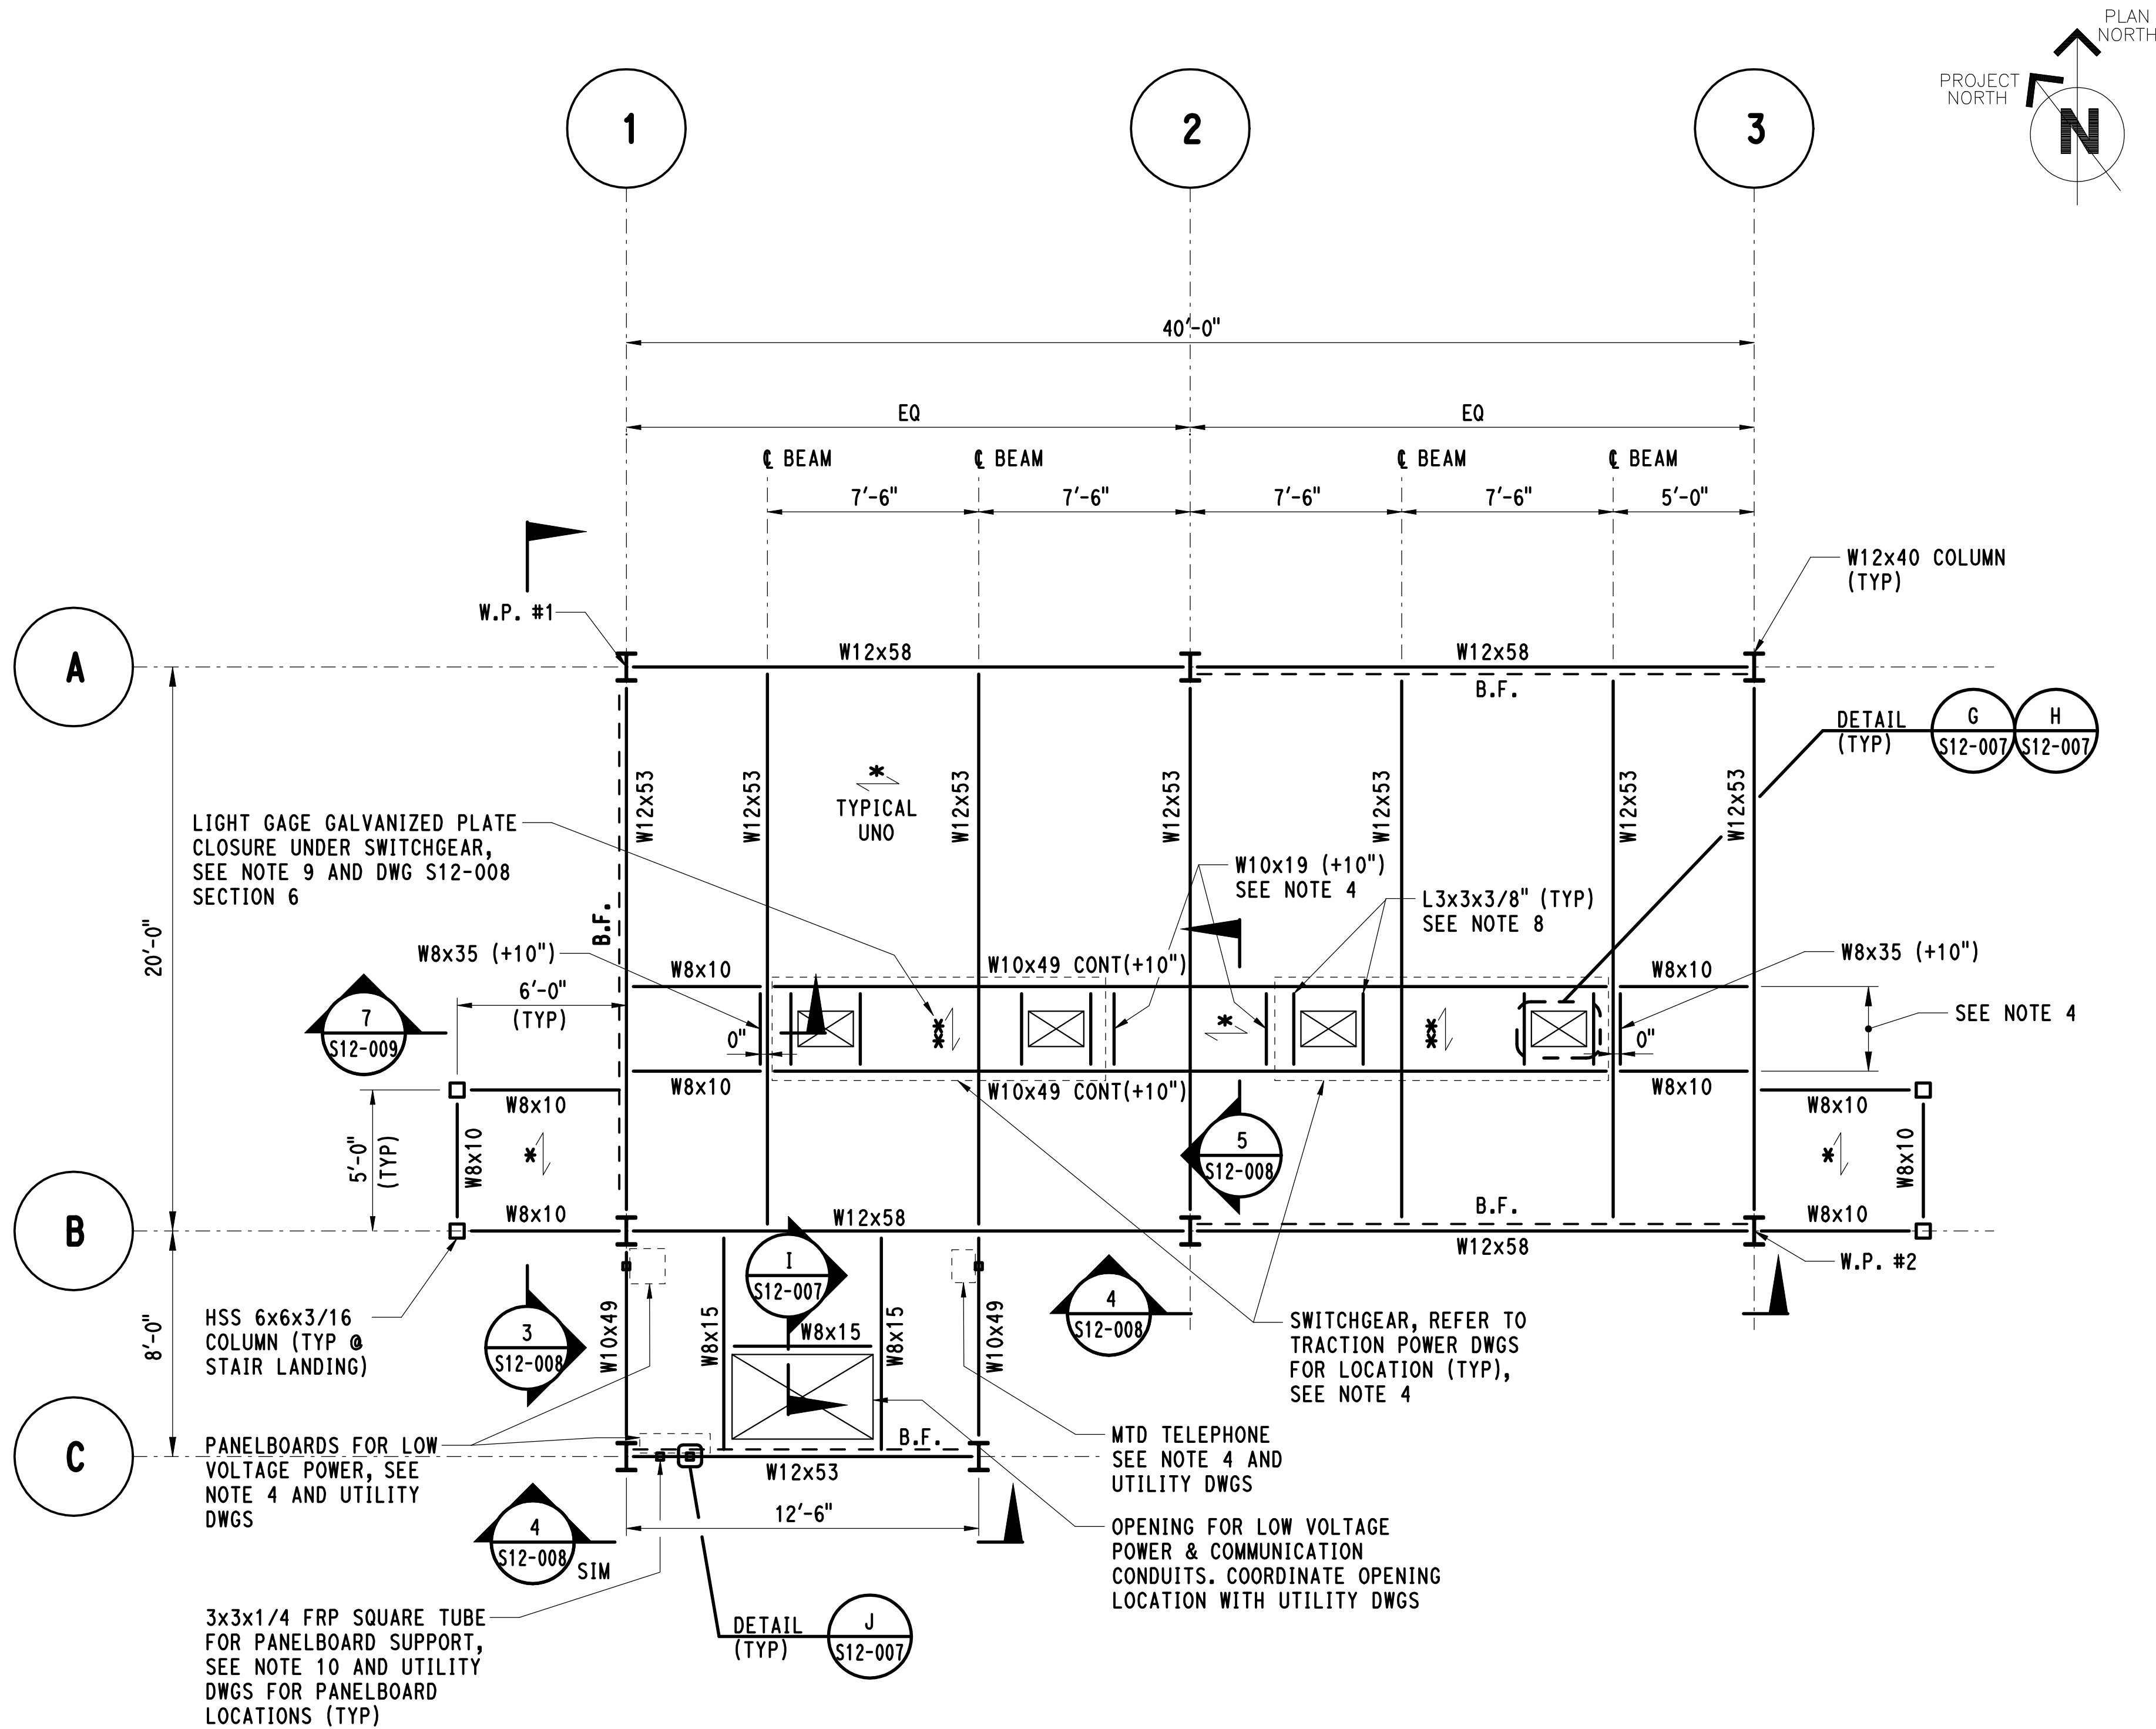 PLAN
NORTH
PROJECT
NORTH
N
1
2
3
40'-0"
EQ
EQ
℄ BEAM
℄ BEAM
℄ BEAM
℄ BEAM
7'-6"
7'-6"
7'-6"
7'-6"
5'-0"
W12x40 COLUMN
(TYP)
W.P. #1
A
W12x58
W12x58
B.F.
DETAIL
(TYP)
G
S12-007
H
S12-007
W12x53
W12x53
W12x53
W12x53
W12x53
W12x53
W12x53
*
TYPICAL
UNO
LIGHT GAGE GALVANIZED PLATE
CLOSURE UNDER SWITCHGEAR,
SEE NOTE 9 AND DWG S12-008
SECTION 6
20'-0"
B.F.
W10x19 (+10")
SEE NOTE 4
L3x3x3/8" (TYP)
SEE NOTE 8
W8x35 (+10")
W8x10
W10x49 CONT(+10")
W8x10
W8x35 (+10")
6'-0"
(TYP)
7
S12-009
0"
**
*
**
0"
SEE NOTE 4
W8x10
W10x49 CONT(+10")
W8x10
W8x10
W8x10
5'-0"
(TYP)
W8x10
*
5
S12-008
*
W8x10
W8x10
W12x58
B.F.
W8x10
B
W12x58
W.P. #2
I
S12-007
HSS 6x6x3/16
COLUMN (TYP @
STAIR LANDING)
8'-0"
3
S12-008
W10x49
W8x15
W8x15
W8x15
W10x49
4
S12-008
SWITCHGEAR, REFER TO
TRACTION POWER DWGS
FOR LOCATION (TYP),
SEE NOTE 4
C
PANELBOARDS FOR LOW
VOLTAGE POWER, SEE
NOTE 4 AND UTILITY
DWGS
B.F.
W12x53
MTD TELEPHONE
SEE NOTE 4 AND
UTILITY DWGS
12'-6"
4
S12-008
SIM
OPENING FOR LOW VOLTAGE
POWER & COMMUNICATION
CONDUITS. COORDINATE OPENING
LOCATION WITH UTILITY DWGS
3x3x1/4 FRP SQUARE TUBE
FOR PANELBOARD SUPPORT,
SEE NOTE 10 AND UTILITY
DWGS FOR PANELBOARD
LOCATIONS (TYP)
DETAIL
(TYP)
J
S12-007